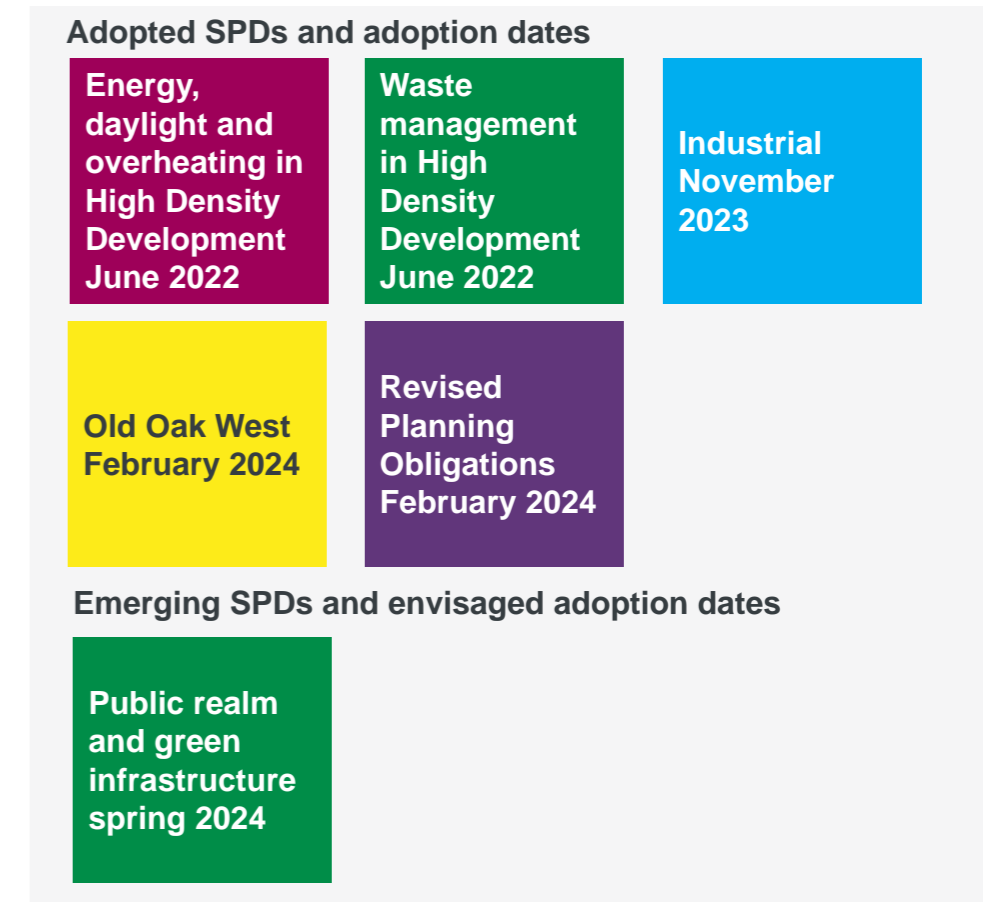 Adopted SPDs and adoption dates
Energy,
daylight and
overheating in
High Density
Development
June 2022
Waste
management
in High
Density
Development
June 2022
Industrial
November
2023
Old Oak West
February 2024
Revised
Planning
Obligations
February 2024
Emerging SPDs and envisaged adoption dates
Public realm
and green
infrastructure
spring 2024